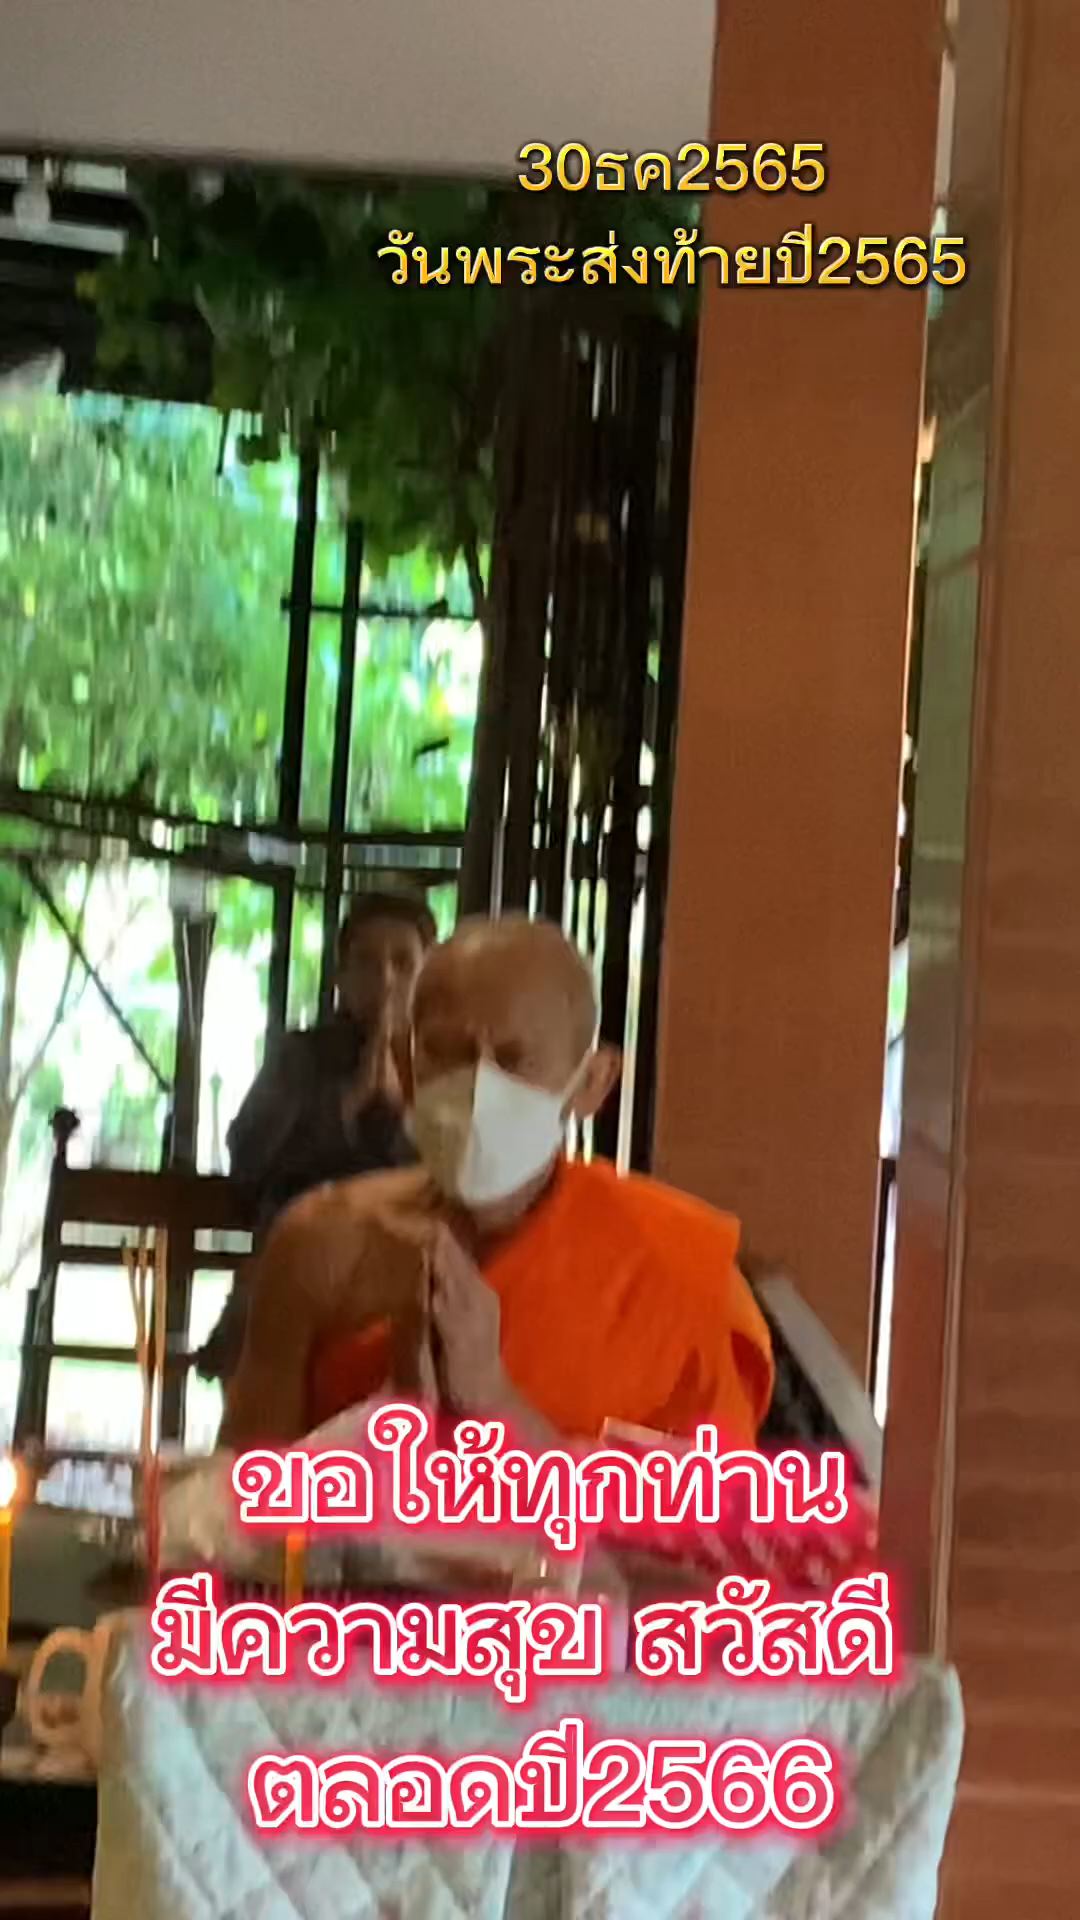 30ธค2565
วันพระส่งท้ายปี2565
ขอให้ทุกท่าน
มีความสุข สวัสดี
ตลอดปี2566